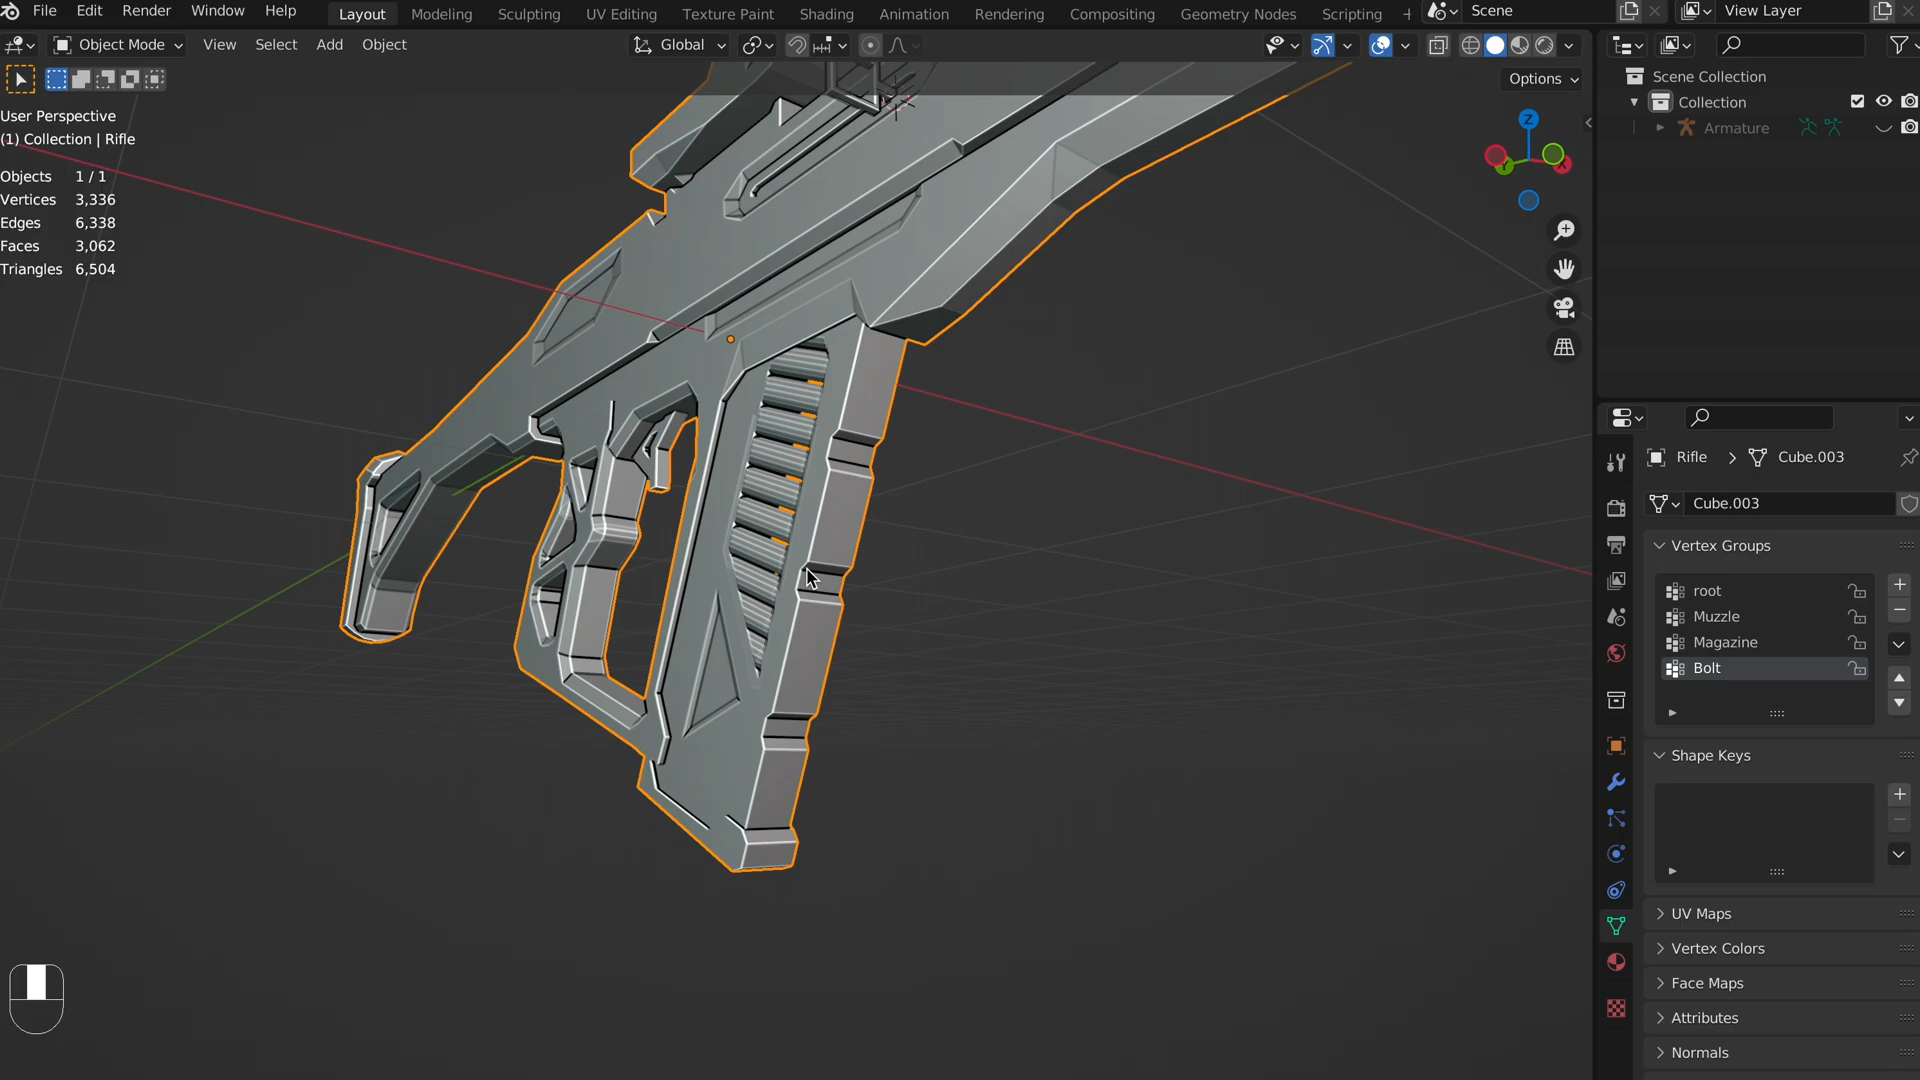 File Edit Render Window Help Layout Modeling Sculpting UV Editing Texture Paint Shading Animation Rendering Compositing Geometry Nodes Scripting + Scene View Layer
Object Mode View Select Add Object Global
Options
User Perspective
(1) Collection | Rifle
Objects 1 / 1
Vertices 3,336
Edges 6,338
Faces 3,062
Triangles 6,504
Z
Y
X
Scene Collection
Collection
Armature
Rifle > Cube.003
Cube.003
Vertex Groups
root
Muzzle
Magazine
Bolt
Shape Keys
UV Maps
Vertex Colors
Face Maps
Attributes
Normals